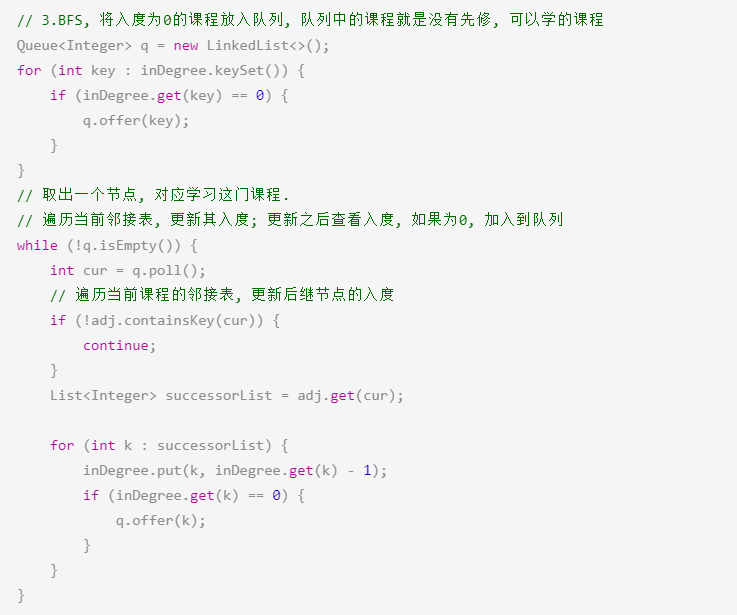 // 3.BFS, 将入度为0的课程放入队列, 队列中的课程就是没有先修, 可以学的课程
Queue<Integer> q = new LinkedList<>();
for (int key : inDegree.keySet()) {
    if (inDegree.get(key) == 0) {
        q.offer(key);
    }
}
// 取出一个节点, 对应学习这门课程.
// 遍历当前邻接表, 更新其入度; 更新之后查看入度, 如果为0, 加入到队列
while (!q.isEmpty()) {
    int cur = q.poll();
    // 遍历当前课程的邻接表, 更新后继节点的入度
    if (!adj.containsKey(cur)) {
        continue;
    }
    List<Integer> successorList = adj.get(cur);

    for (int k : successorList) {
        inDegree.put(k, inDegree.get(k) - 1);
        if (inDegree.get(k) == 0) {
            q.offer(k);
        }
    }
}